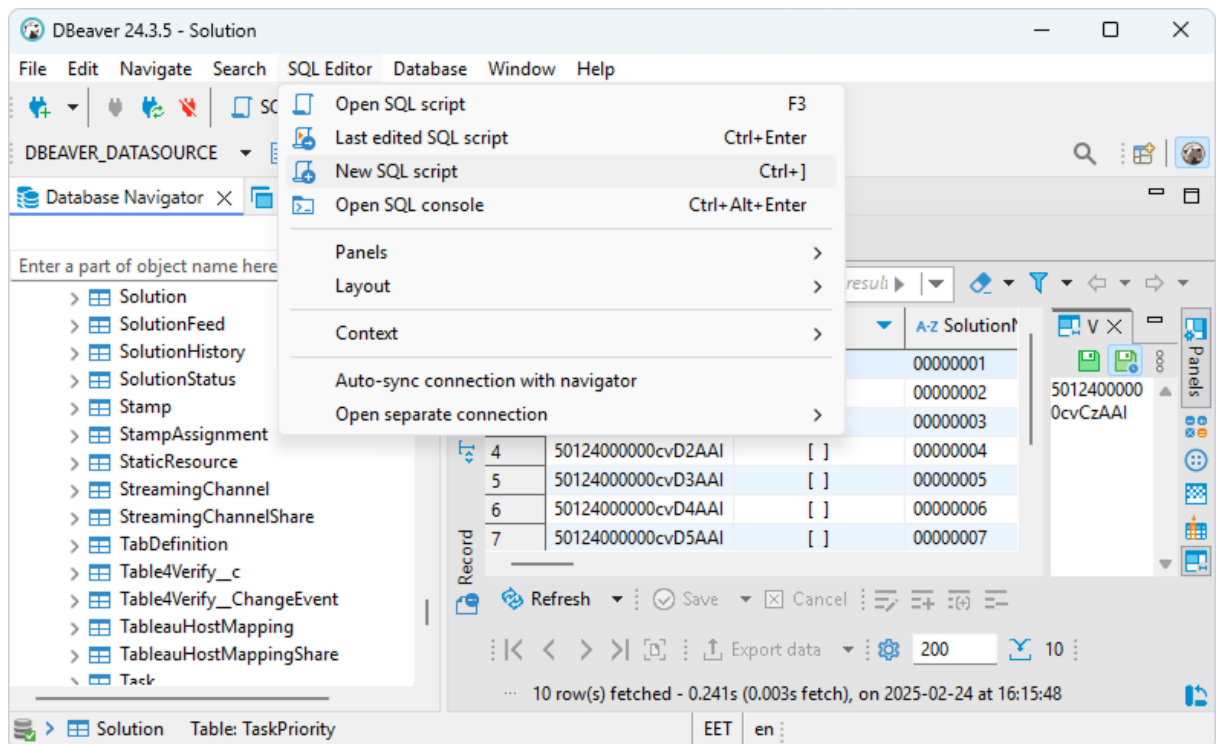 DBeaver 24.3.5 - Solution
File Edit Navigate Search SQL Editor Database Window Help
Open SQL script F3
Last edited SQL script Ctrl+Enter
New SQL script Ctrl+]
Open SQL console Ctrl+Alt+Enter
Panels
Layout
Context
Auto-sync connection with navigator
Open separate connection
DBEAVER_DATASOURCE
Database Navigator
Enter a part of object name here
Solution
SolutionFeed
SolutionHistory
SolutionStatus
Stamp
StampAssignment
StaticResource
StreamingChannel
StreamingChannelShare
TabDefinition
Table4Verify__c
Table4Verify__ChangeEvent
TableauHostMapping
TableauHostMappingShare
Task
A-Z
00000001
00000002
00000003
4 50124000000cvD2AAI [ ] 00000004
5 50124000000cvD3AAI [ ] 00000005
6 50124000000cvD4AAI [ ] 00000006
7 50124000000cvD5AAI [ ] 00000007
Record
V
5012400000
0cvCzAAI
Panels
Refresh Save Cancel
Export data 200 10
10 row(s) fetched - 0.241s (0.003s fetch), on 2025-02-24 at 16:15:48
Solution Table: TaskPriority EET en